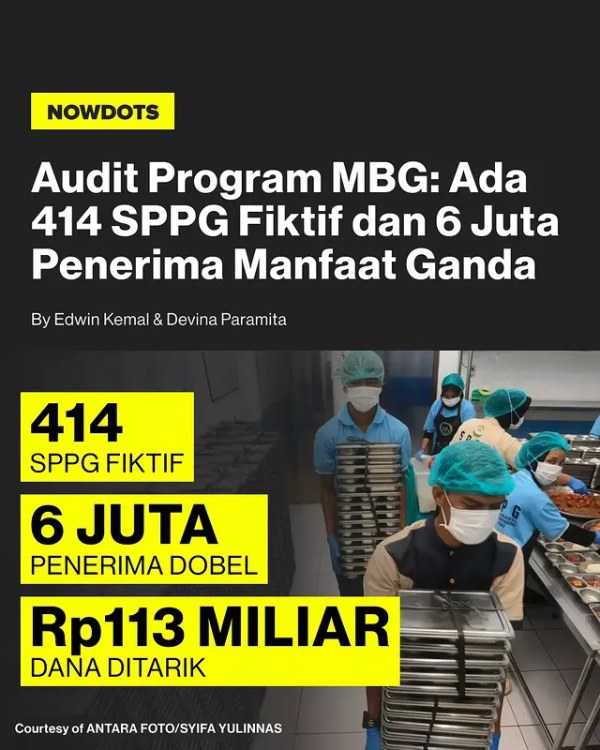 NOWDOTS
Audit Program MBG: Ada
414 SPPG Fiktif dan 6 Juta
Penerima Manfaat Ganda
By Edwin Kemal & Devina Paramita
414
SPPG FIKTIF
6 JUTA
PENERIMA DOBEL
Rp113 MILIAR
DANA DITARIK
Courtesy of ANTARA FOTO/SYIFA YULINNAS